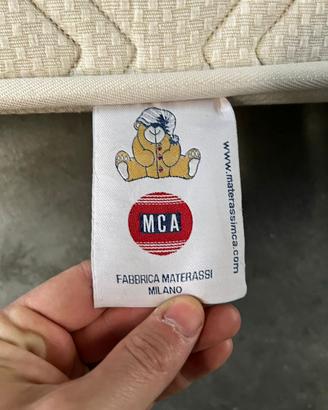 MCA
FABBRICA MATERASSI
MILANO
www.materassimca.com